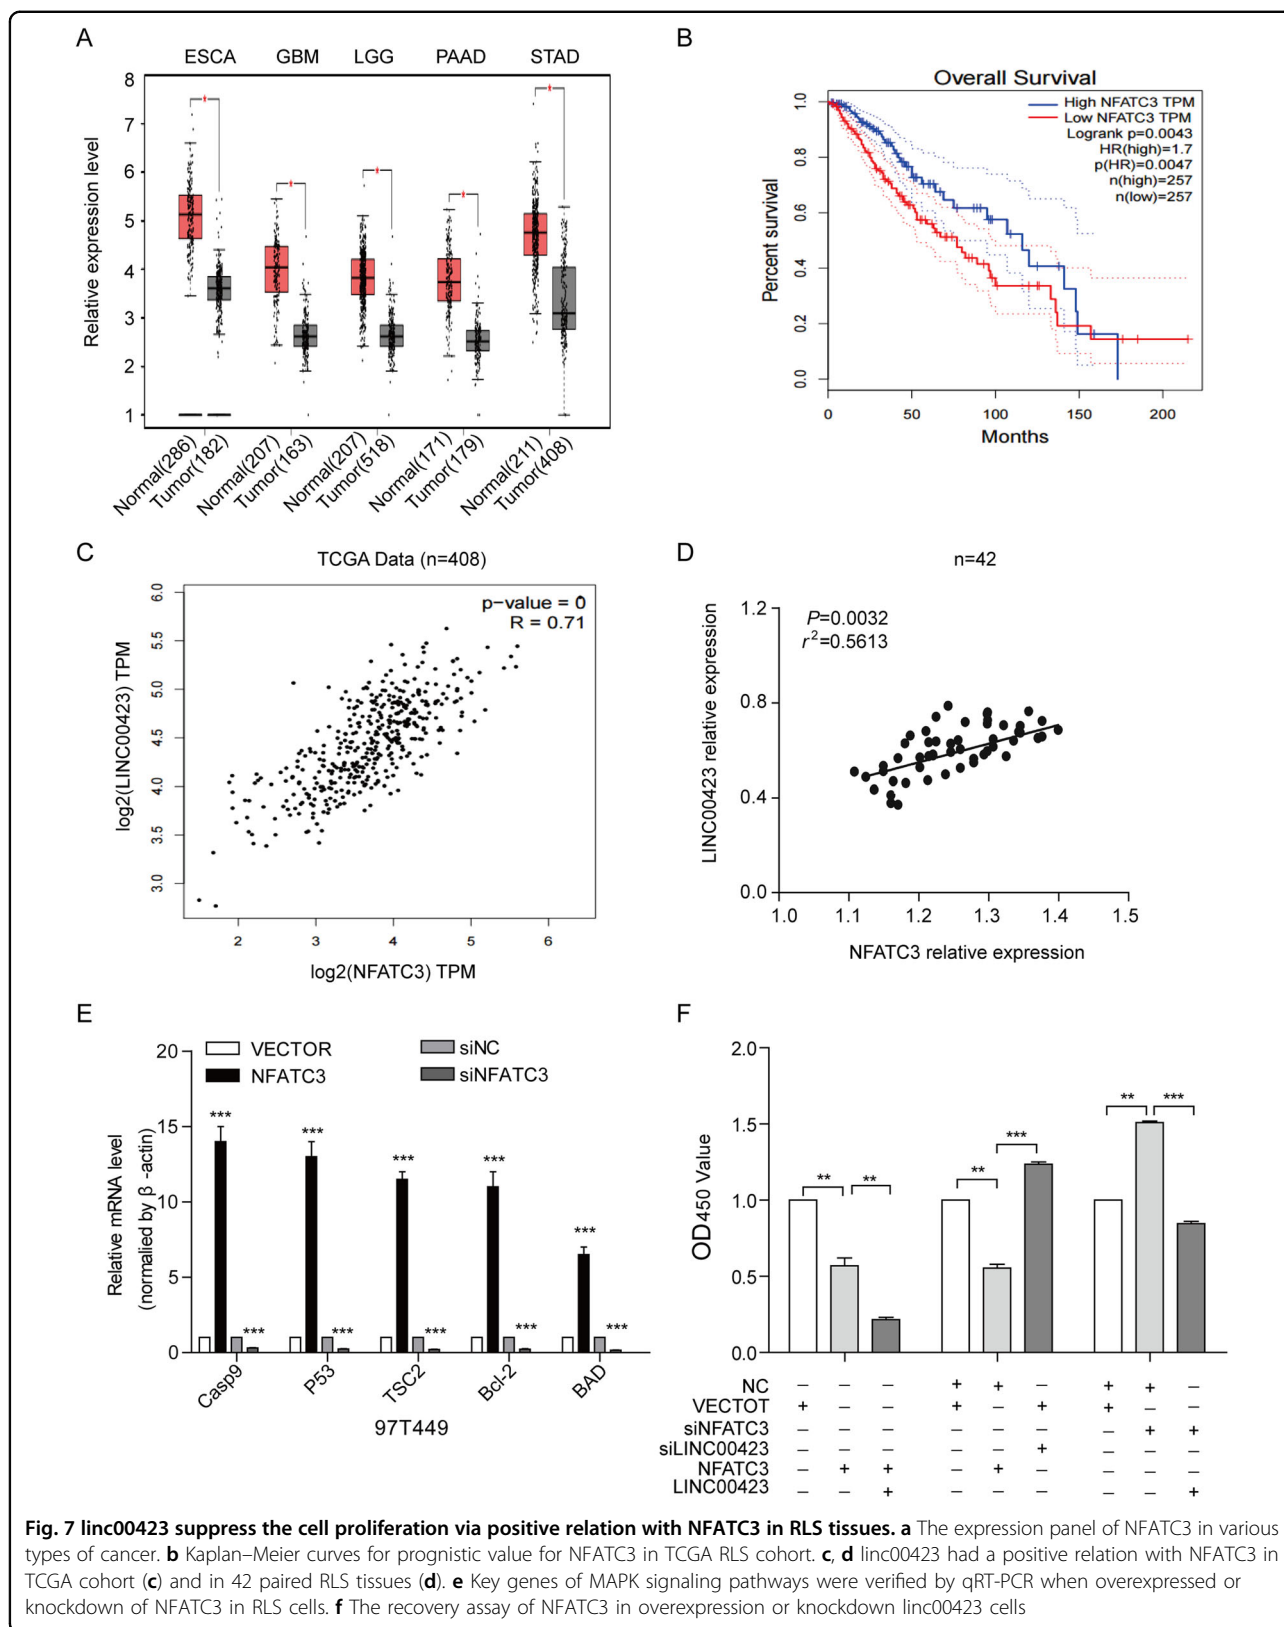 A
ESCA GBM LGG PAAD STAD
Relative expression level
8
7
6
5
4
3
2
1
* * * * *
Normal(286)
Tumor(182)
Normal(207)
Tumor(163)
Normal(207)
Tumor(518)
Normal(171)
Tumor(179)
Normal(211)
Tumor(408)
B
Overall Survival
High NFATC3 TPM
Low NFATC3 TPM
Logrank p=0.0043
HR(high)=1.7
p(HR)=0.0047
n(high)=257
n(low)=257
Percent survival
1.0
0.8
0.6
0.4
0.2
0.0
0 50 100 150 200
Months
C
TCGA Data (n=408)
p-value = 0
R = 0.71
log2(LINC00423) TPM
6.0
5.5
5.0
4.5
4.0
3.5
3.0
2 3 4 5 6
log2(NFATC3) TPM
D
n=42
P=0.0032
r²=0.5613
LINC00423 relative expression
1.2
0.8
0.4
0.0
1.0 1.1 1.2 1.3 1.4 1.5
NFATC3 relative expression
E
VECTOR siNC
NFATC3 siNFATC3
Relative mRNA level
(normalied by β -actin)
20
15
10
5
0
*** *** *** *** ***
*** *** *** *** ***
Casp9 P53 TSC2 Bcl-2 BAD
97T449
F
OD450 Value
2.0
1.5
1.0
0.5
0.0
** ** ** *** ** ***
NC – – – + + – + + –
VECTOT + – – + – + + – –
siNFATC3 – – – – – – – + +
siLINC00423 – – – – – + – – –
NFATC3 – + + – + – – – –
LINC00423 – – + – – – – – +
Fig. 7 linc00423 suppress the cell proliferation via positive relation with NFATC3 in RLS tissues. a The expression panel of NFATC3 in various
types of cancer. b Kaplan–Meier curves for prognistic value for NFATC3 in TCGA RLS cohort. c, d linc00423 had a positive relation with NFATC3 in
TCGA cohort (c) and in 42 paired RLS tissues (d). e Key genes of MAPK signaling pathways were verified by qRT-PCR when overexpressed or
knockdown of NFATC3 in RLS cells. f The recovery assay of NFATC3 in overexpression or knockdown linc00423 cells